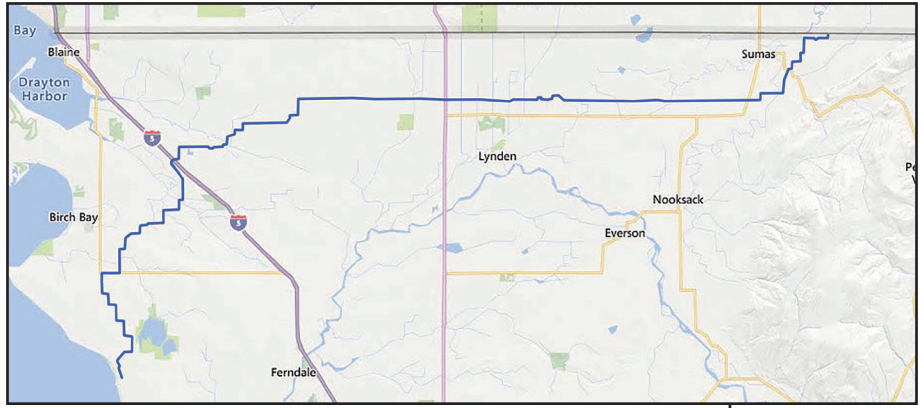 Bay
Blaine
Drayton
Harbor
Sumas
5
Lynden
Birch Bay
5
Nooksack
Everson
Ferndale